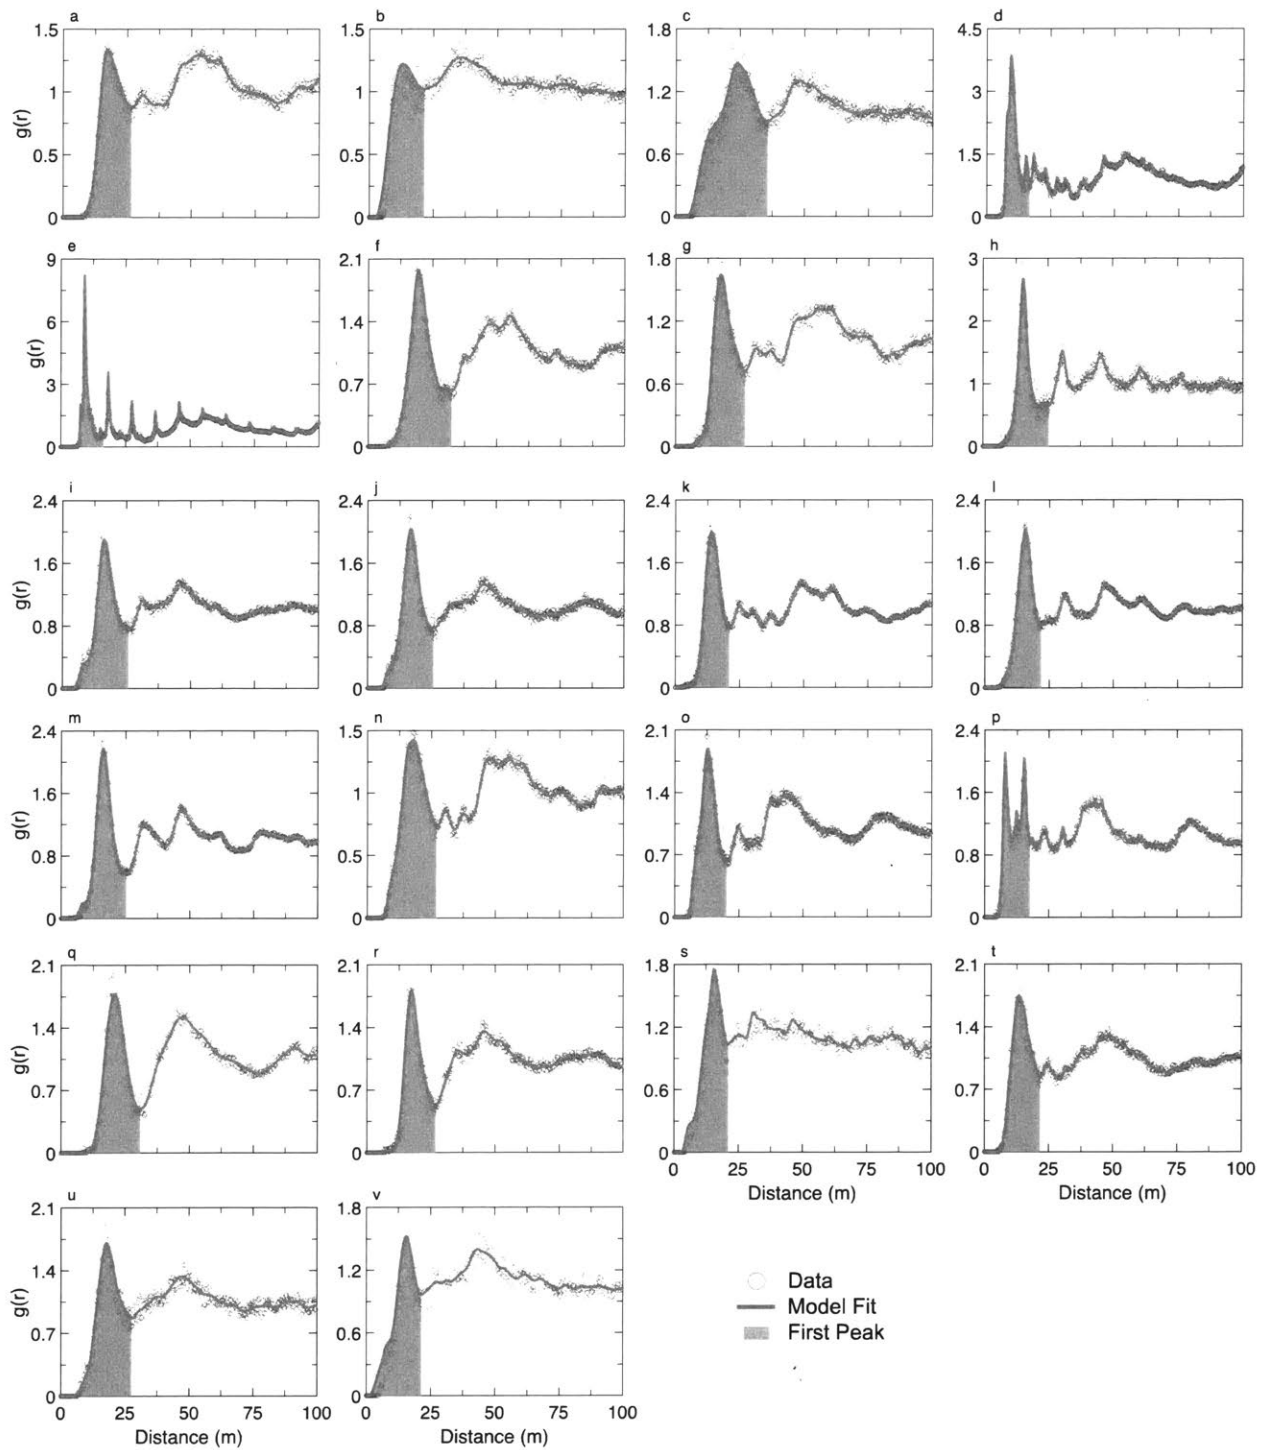 a b c d
1.5 1.5 1.8 4.5
1 1 1.2 3
g(r)
0.5 0.5 0.6 1.5
0 0 0 0
e f g h
9 2.1 1.8 3
6 1.4 1.2 2
g(r)
3 0.7 0.6 1
0 0 0 0
i j k l
2.4 2.4 2.4 2.4
1.6 1.6 1.6 1.6
g(r)
0.8 0.8 0.8 0.8
0 0 0 0
m n o p
2.4 1.5 2.1 2.4
1.6 1 1.4 1.6
g(r)
0.8 0.5 0.7 0.8
0 0 0 0
q r s t
2.1 2.1 1.8 2.1
1.4 1.4 1.2 1.4
g(r)
0.7 0.7 0.6 0.7
0 0 0 0
0 25 50 75 100 0 25 50 75 100
Distance (m) Distance (m)
u v
2.1 1.8
1.4 1.2
g(r)
0.7 0.6
0 0
0 25 50 75 100 0 25 50 75 100
Distance (m) Distance (m)
Data
Model Fit
First Peak